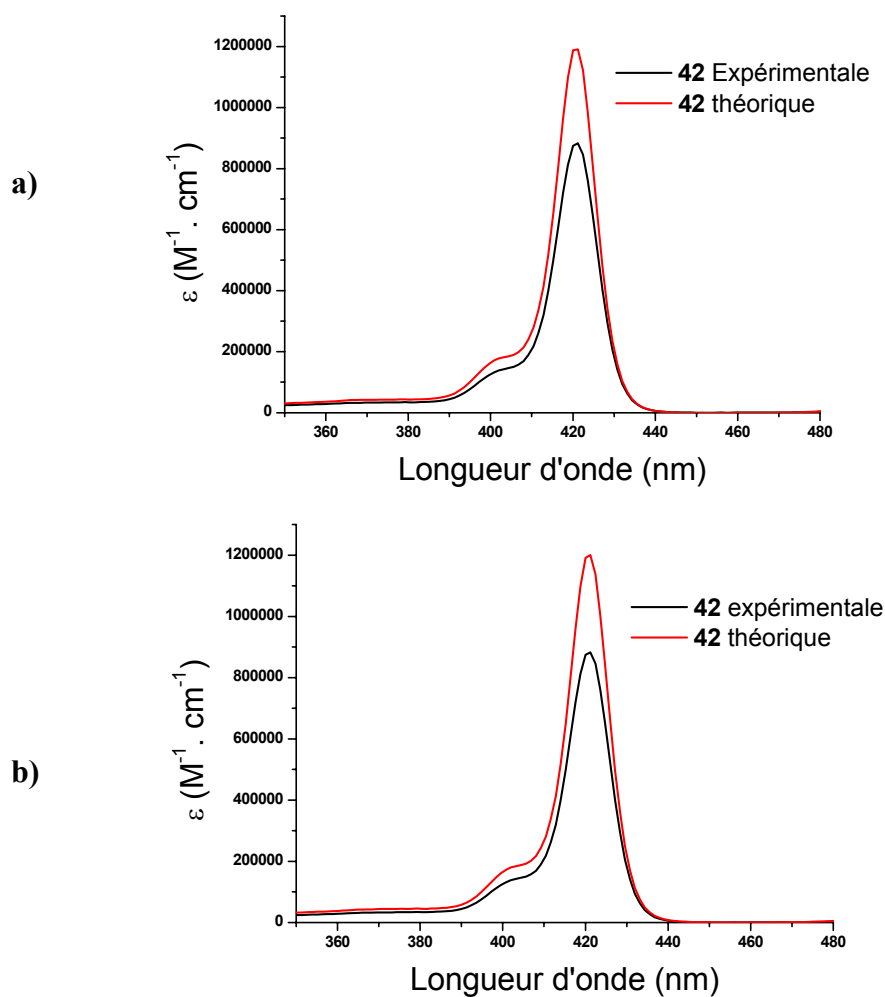 a)
ε (M-1. cm-1)
1200000
1000000
800000
600000
400000
200000
0
42 Expérimentale
42 théorique
360 380 400 420 440 460 480
Longueur d'onde (nm)
b)
ε (M-1. cm-1)
1200000
1000000
800000
600000
400000
200000
0
42 expérimentale
42 théorique
360 380 400 420 440 460 480
Longueur d'onde (nm)